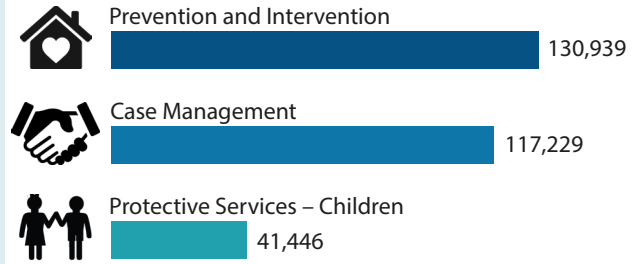 Prevention and Intervention
130,939
Case Management
117,229
Protective Services – Children
41,446